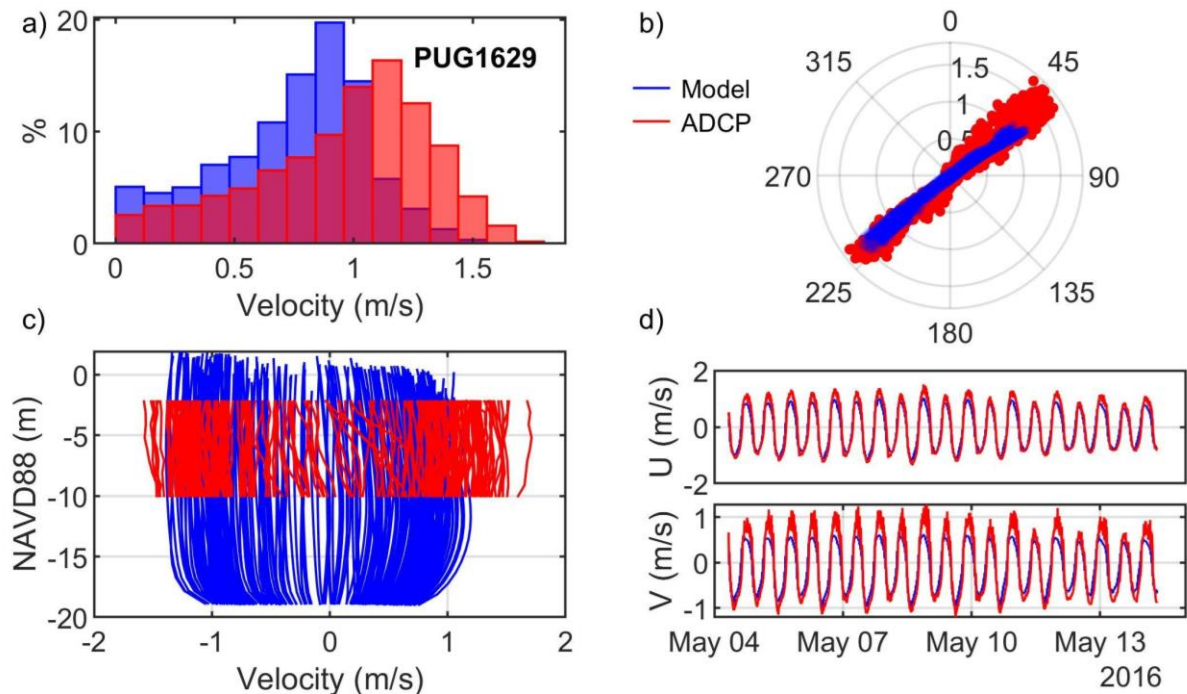 a)
20
10
0
%
PUG1629
0
0.5
1
1.5
Velocity (m/s)
b)
Model
ADCP
0
45
90
135
180
225
270
315
1.5
1
0.5
c)
0
-5
-10
-15
-20
NAVD88 (m)
-2
-1
0
1
2
Velocity (m/s)
d)
2
0
-2
U (m/s)
1
0
-1
V (m/s)
May 04
May 07
May 10
May 13
2016